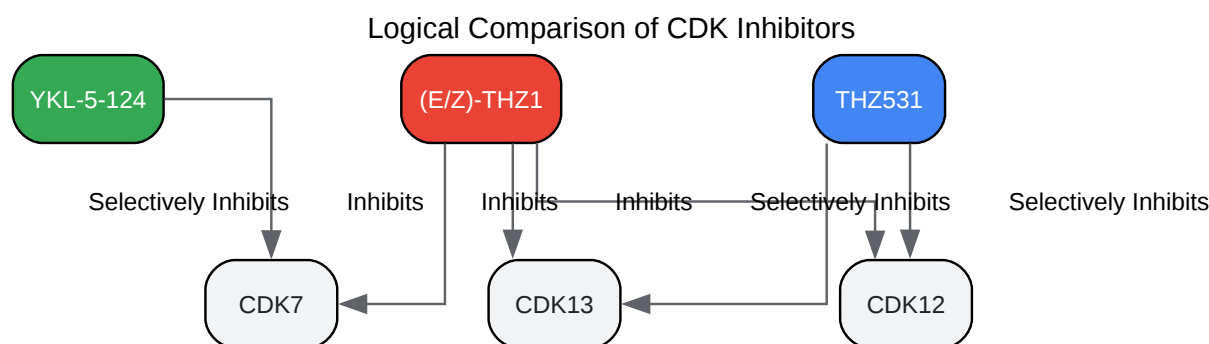 Logical Comparison of CDK Inhibitors
YKL-5-124
(E/Z)-THZ1
THZ531
Selectively Inhibits
Inhibits
Inhibits
Inhibits
Selectively Inhibits
Selectively Inhibits
CDK7
CDK13
CDK12